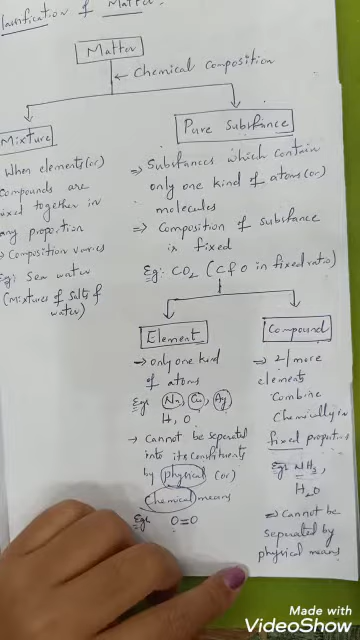 Classification of Matter.
Matter
Chemical composition
Mixture
→ When elements (or)
compounds are
mixed together in
any proportion
→ Composition varies
Eg: Sea water
(Mixtures of Salts &
water)
Pure Substance
⇒ Substances which contain
only one kind of atoms (or)
molecules
⇒ Composition of substance
is fixed
Eg: CO2 (C & O in fixed ratio)
Element
→ only one kind
of atoms
Eg: Na, Cu, Ag
H, O
→ Cannot be separated
into its constituents
by physical (or)
chemical means
Eg: O=O
Compound
→ 2/more
elements
Combine
Chemically in
fixed properties
Eg: NH3,
H2O
→ Cannot be
separated by
physical means
Made with
VideoShow